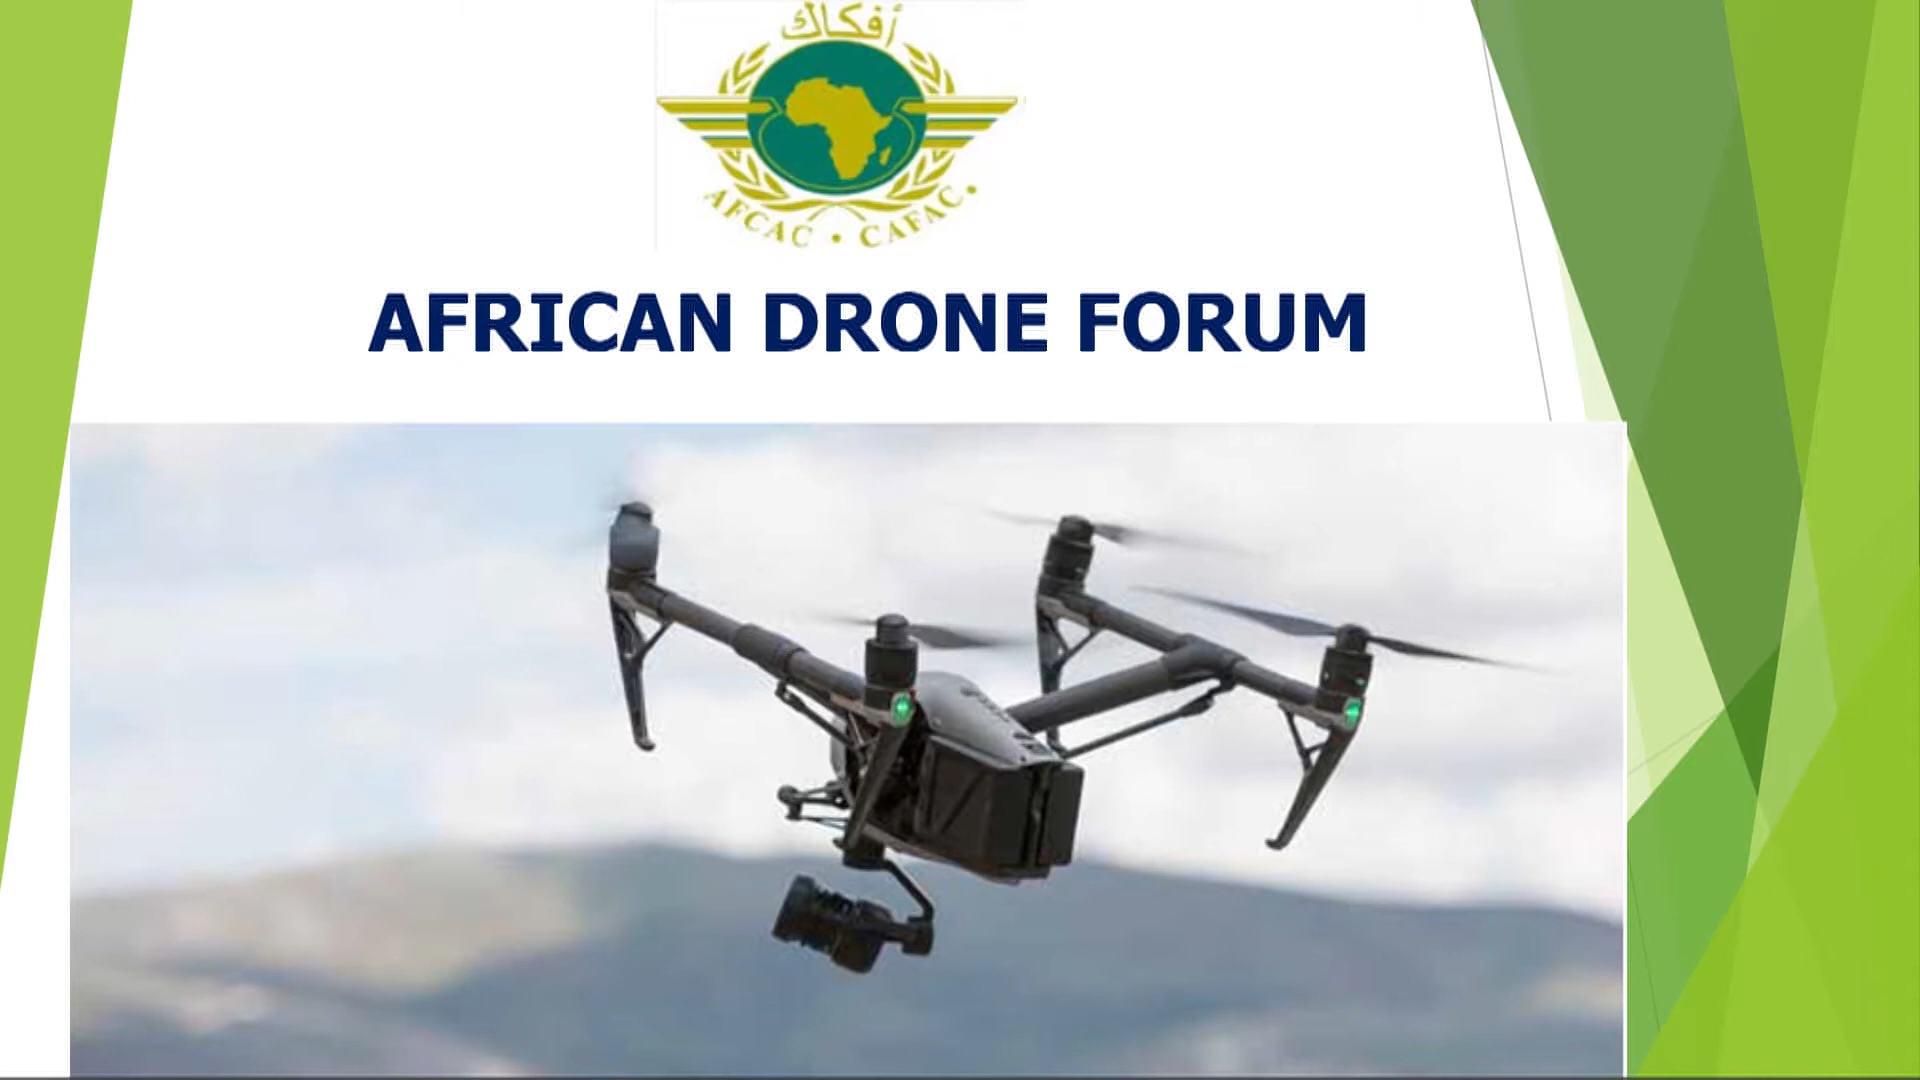 أفكاك
AFCAC • CAFAC •
AFRICAN DRONE FORUM